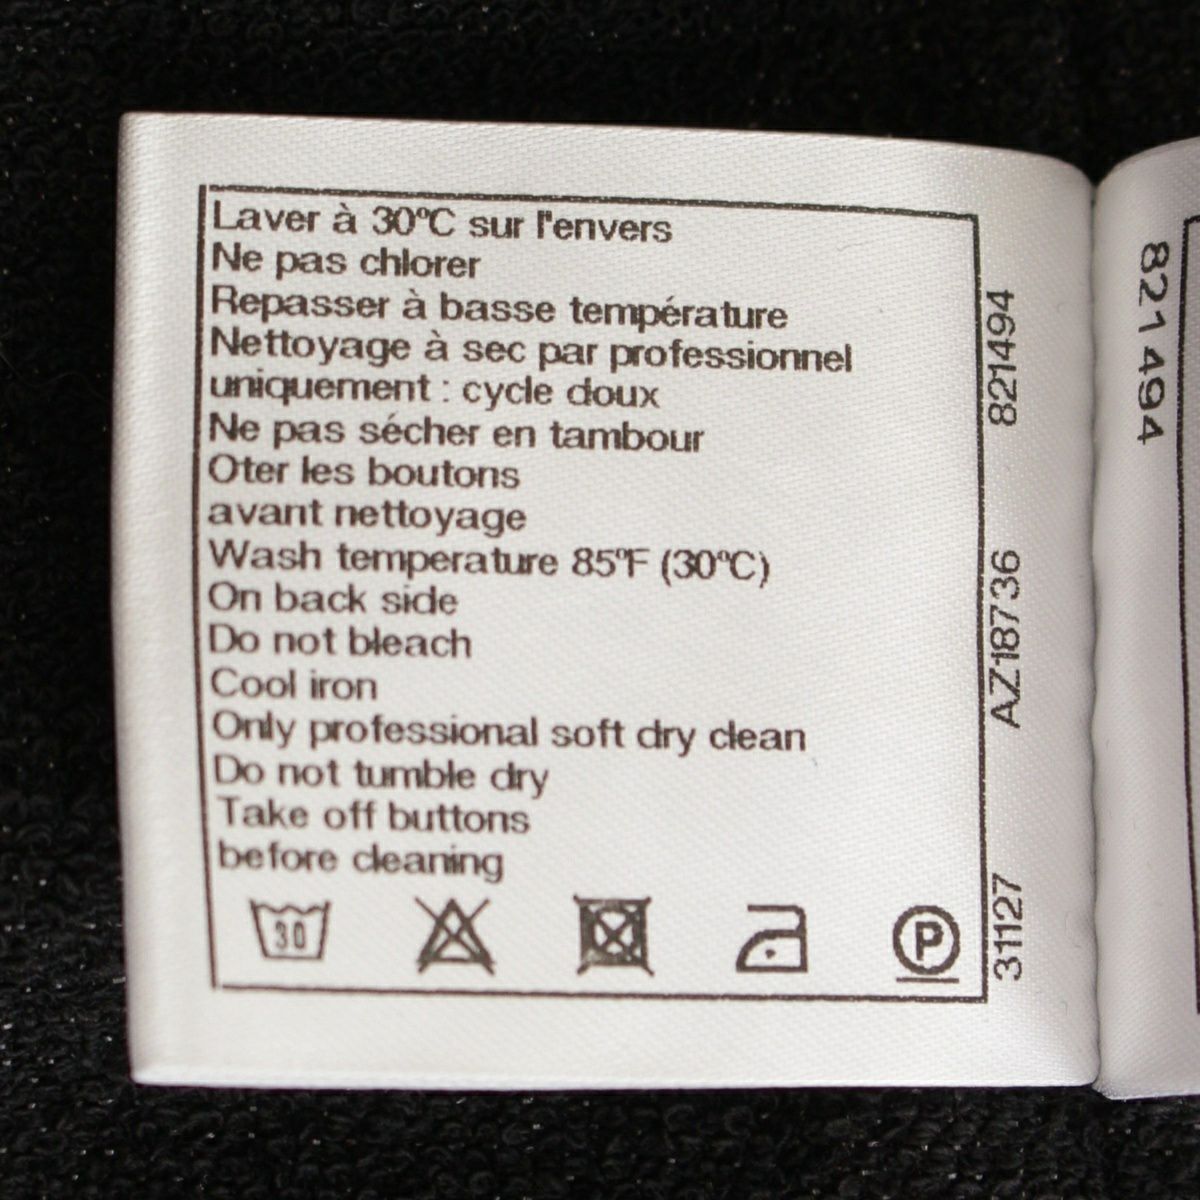 Laver à 30°C sur l'envers
Ne pas chlorer
Repasser à basse température
Nettoyage à sec par professionnel
uniquement : cycle doux
Ne pas sécher en tambour
Oter les boutons
avant nettoyage
Wash temperature 85°F (30°C)
On back side
Do not bleach
Cool iron
Only professional soft dry clean
Do not tumble dry
Take off buttons
before cleaning
30
P
31127 AZ18736 8214494
821494